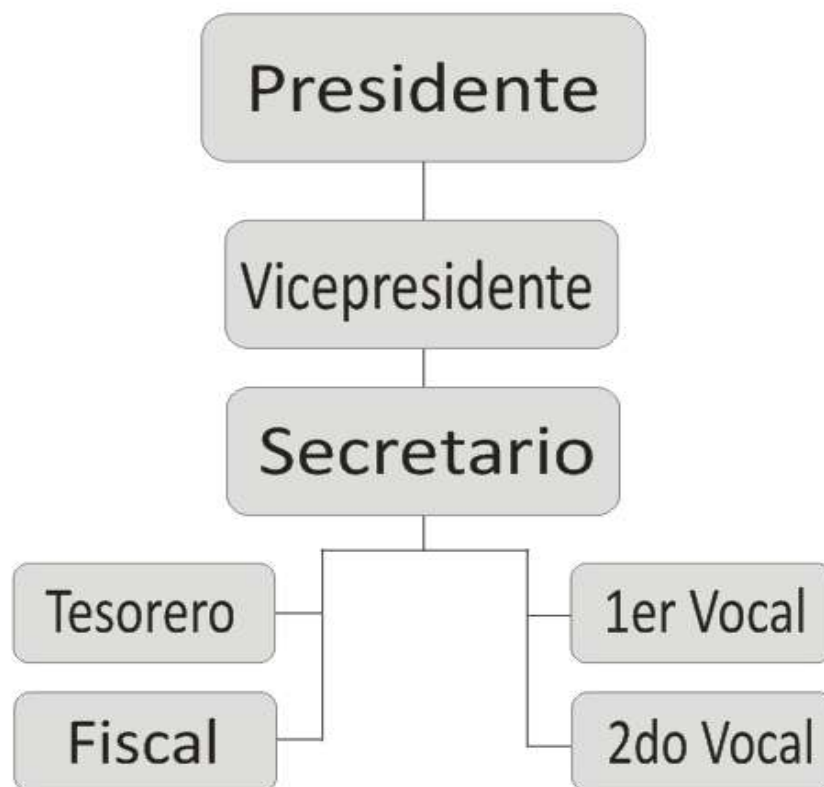 Presidente
Vicepresidente
Secretario
Tesorero
1er Vocal
Fiscal
2do Vocal